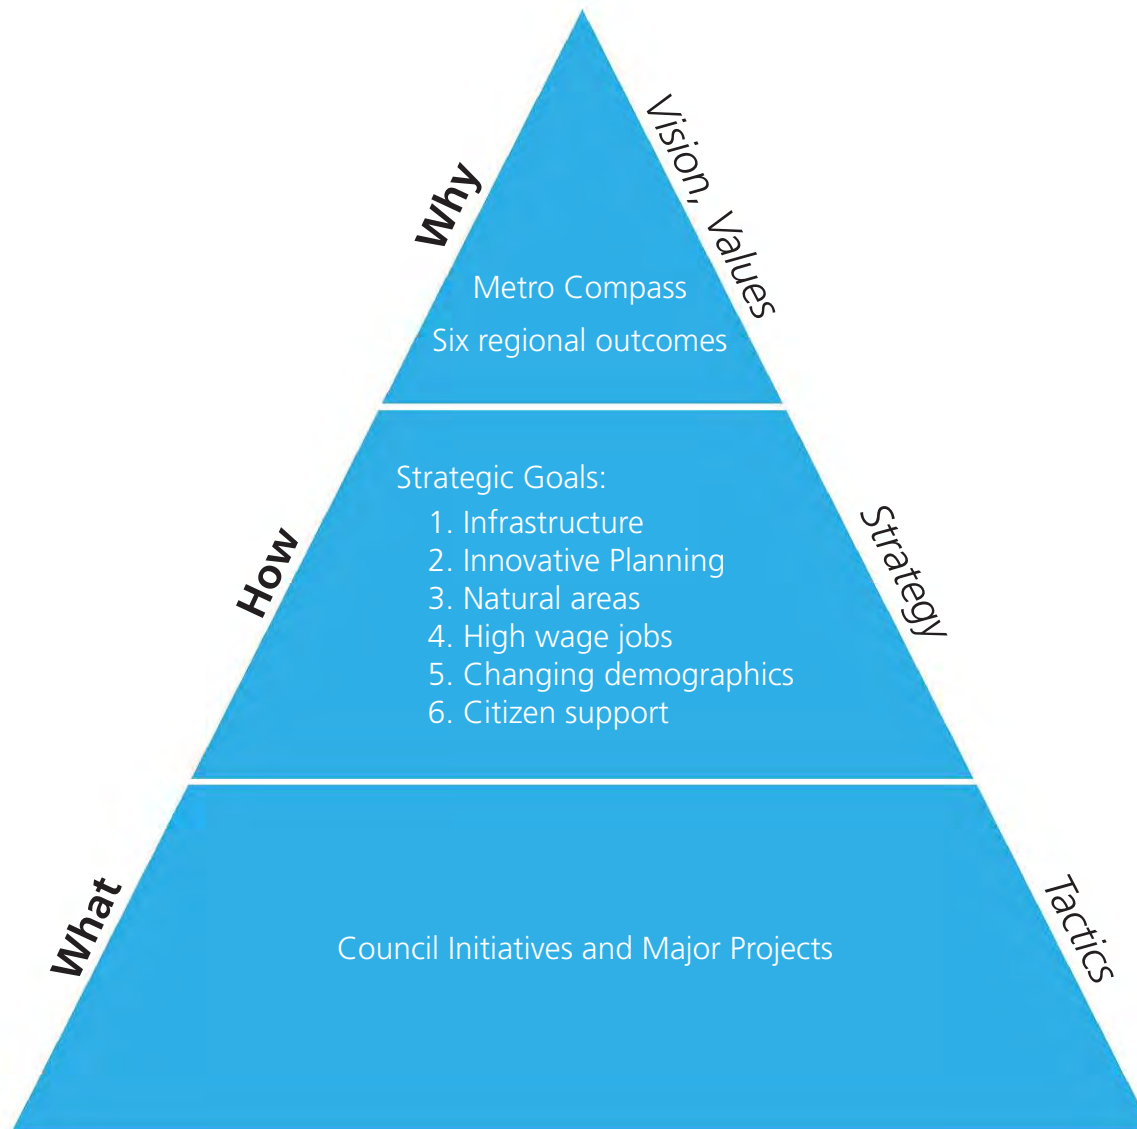 Why
Vision, Values
Metro Compass
Six regional outcomes
How
Strategy
Strategic Goals:
1. Infrastructure
2. Innovative Planning
3. Natural areas
4. High wage jobs
5. Changing demographics
6. Citizen support
What
Tactics
Council Initiatives and Major Projects